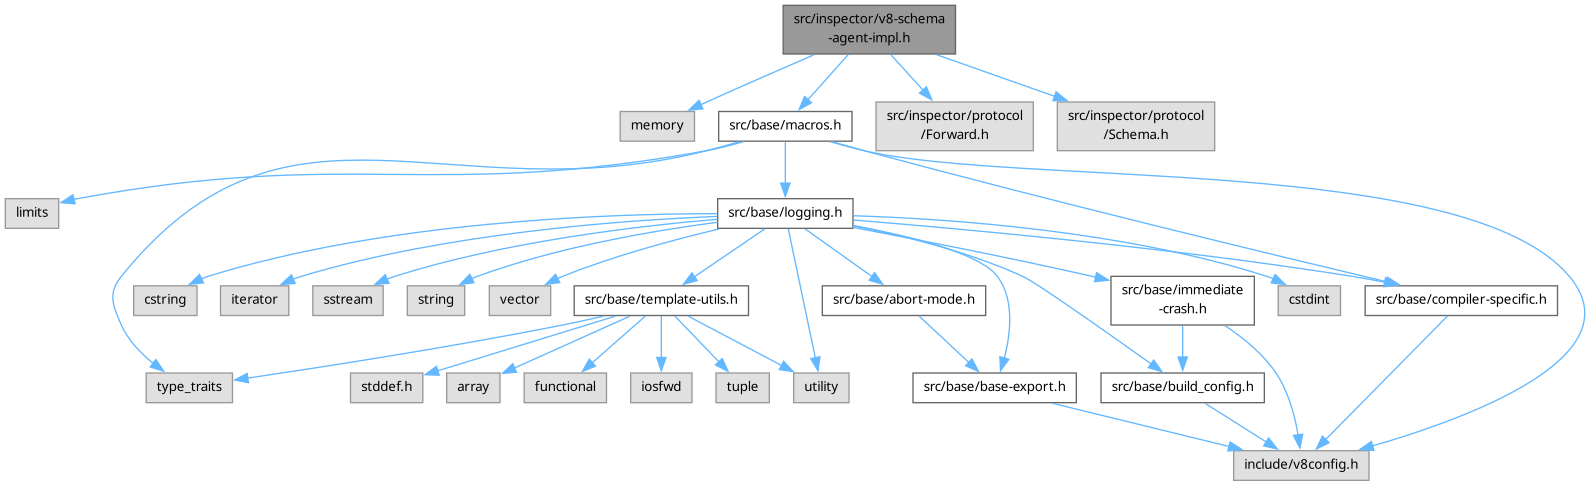 src/inspector/v8-schema
-agent-impl.h
memory
src/base/macros.h
src/inspector/protocol
/Forward.h
src/inspector/protocol
/Schema.h
limits
src/base/logging.h
cstring
iterator
sstream
string
vector
src/base/template-utils.h
src/base/abort-mode.h
src/base/immediate
-crash.h
cstdint
src/base/compiler-specific.h
type_traits
stddef.h
array
functional
iosfwd
tuple
utility
src/base/base-export.h
src/base/build_config.h
include/v8config.h